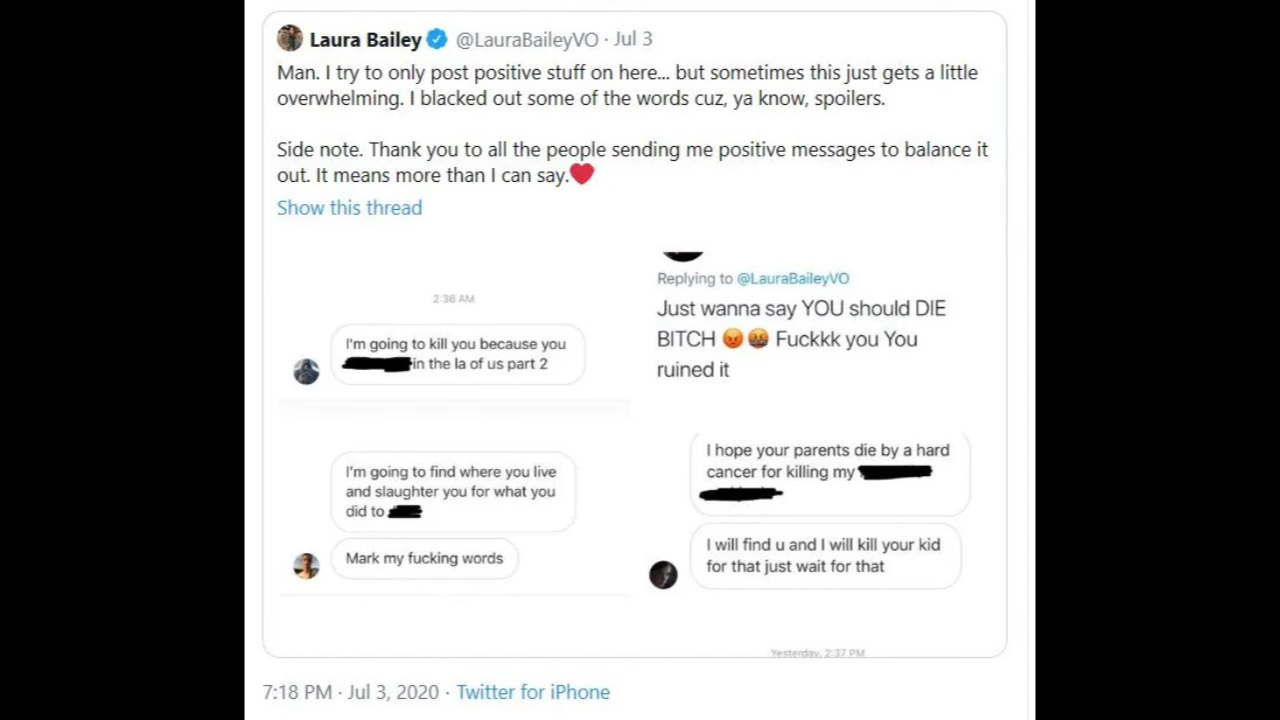 Laura Bailey @LauraBaileyVO · Jul 3
Man. I try to only post positive stuff on here... but sometimes this just gets a little
overwhelming. I blacked out some of the words cuz, ya know, spoilers.
Side note. Thank you to all the people sending me positive messages to balance it
out. It means more than I can say.❤️
Show this thread
2:36 AM
I'm going to kill you because you
in the la of us part 2
I'm going to find where you live
and slaughter you for what you
did to
Mark my fucking words
Replying to @LauraBaileyVO
Just wanna say YOU should DIE
BITCH 😡🤬 Fuckkk you You
ruined it
I hope your parents die by a hard
cancer for killing my
I will find u and I will kill your kid
for that just wait for that
Yesterday, 2:37 PM
7:18 PM · Jul 3, 2020 · Twitter for iPhone